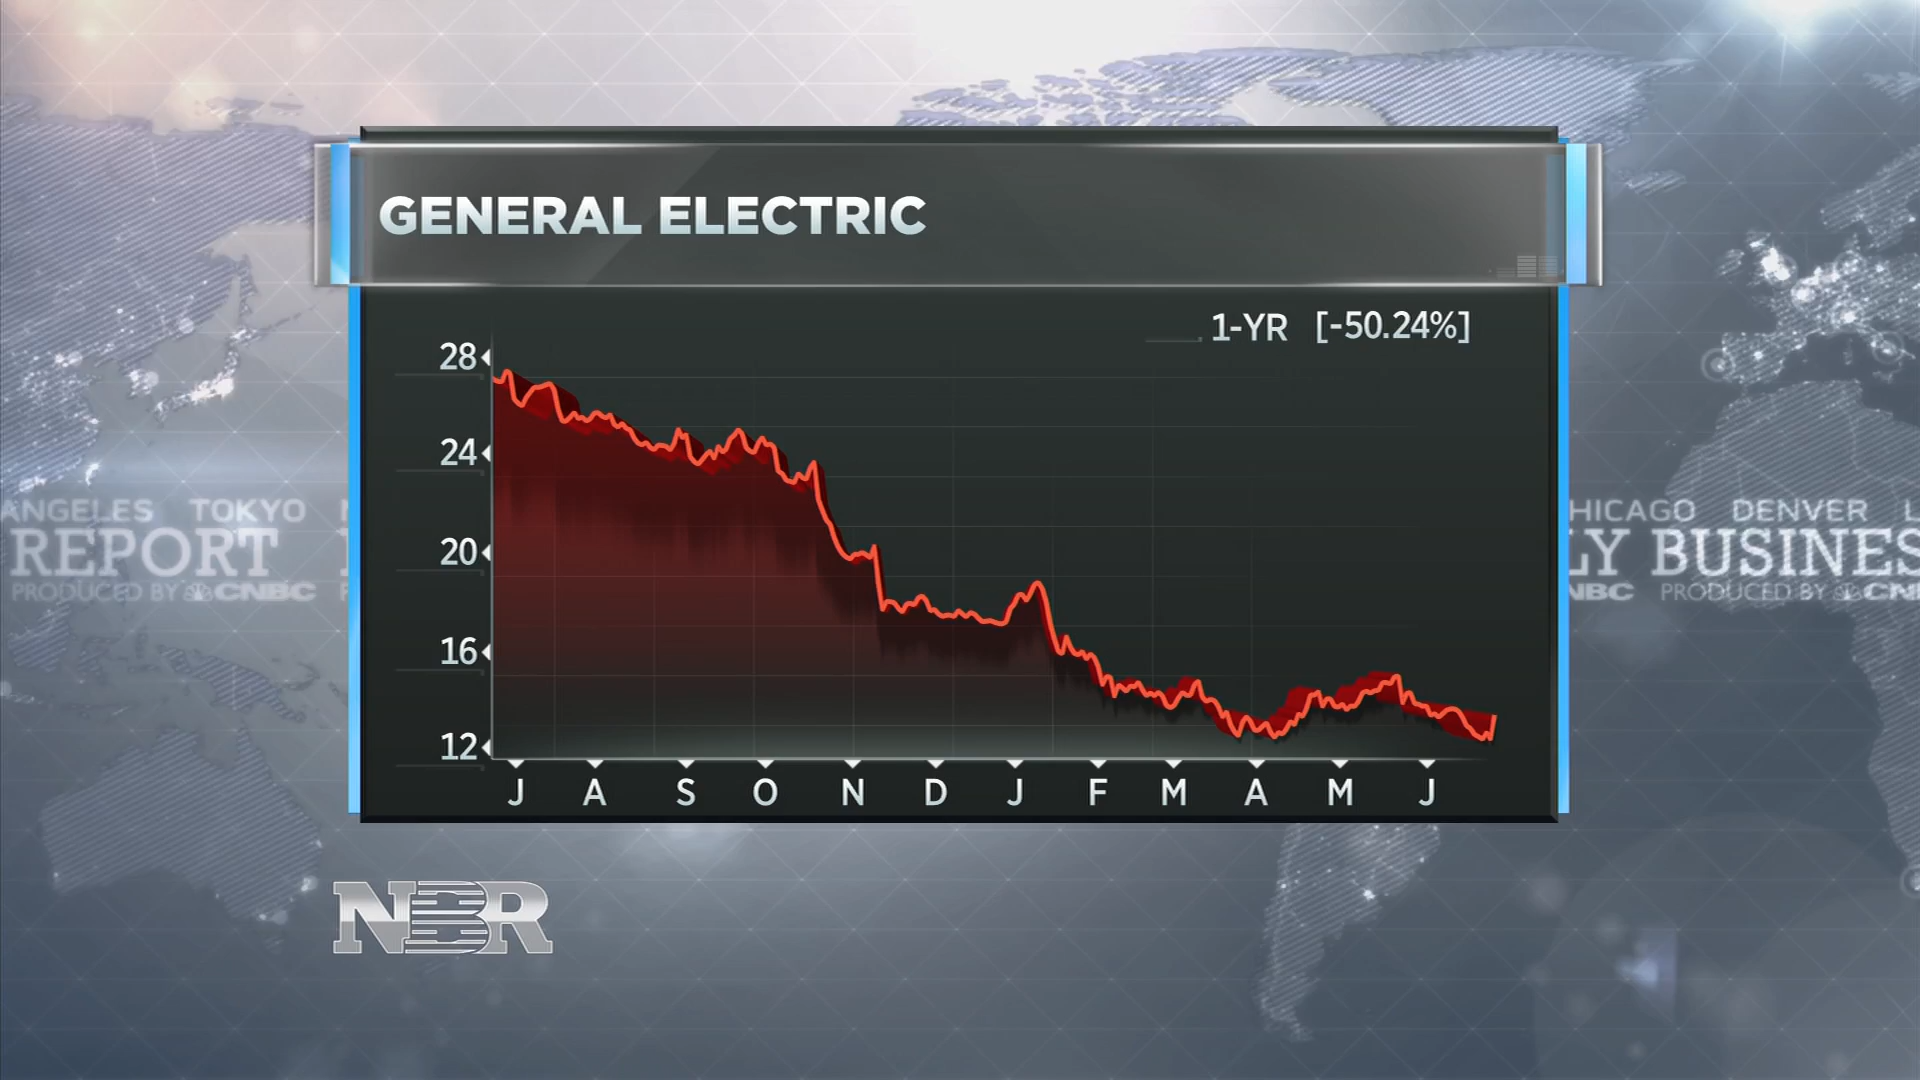 GENERAL ELECTRIC
1-YR [-50.24%]
28
24
20
16
12
J A S O N D J F M A M J
ANGELES TOKYO
REPORT
PRODUCED BY CNBC
HICAGO DENVER L
LY BUSINES
NBC PRODUCED BY CN
NBR